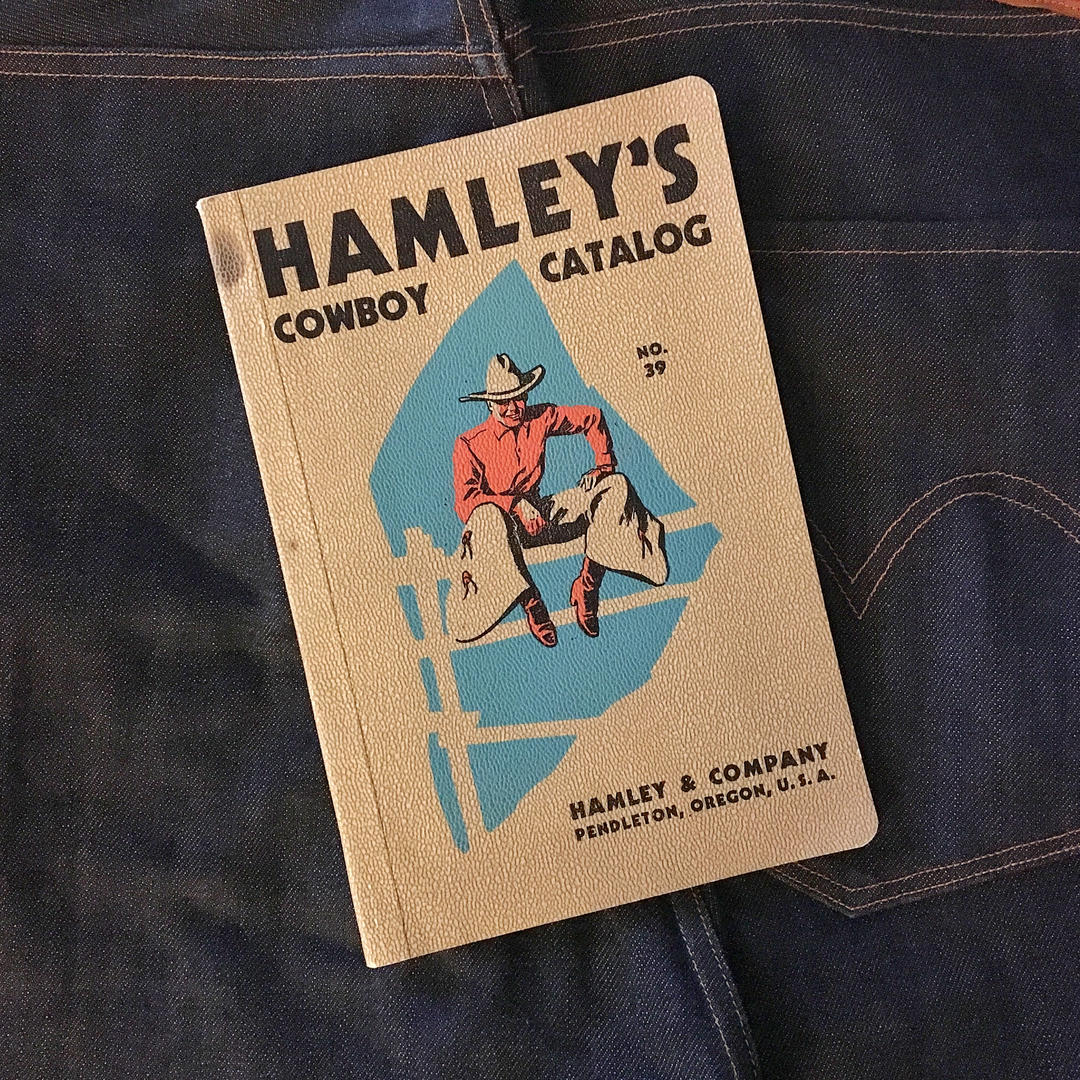 HAMLEY'S
COWBOY CATALOG
NO.
39
HAMLEY & COMPANY
PENDLETON, OREGON, U.S.A.